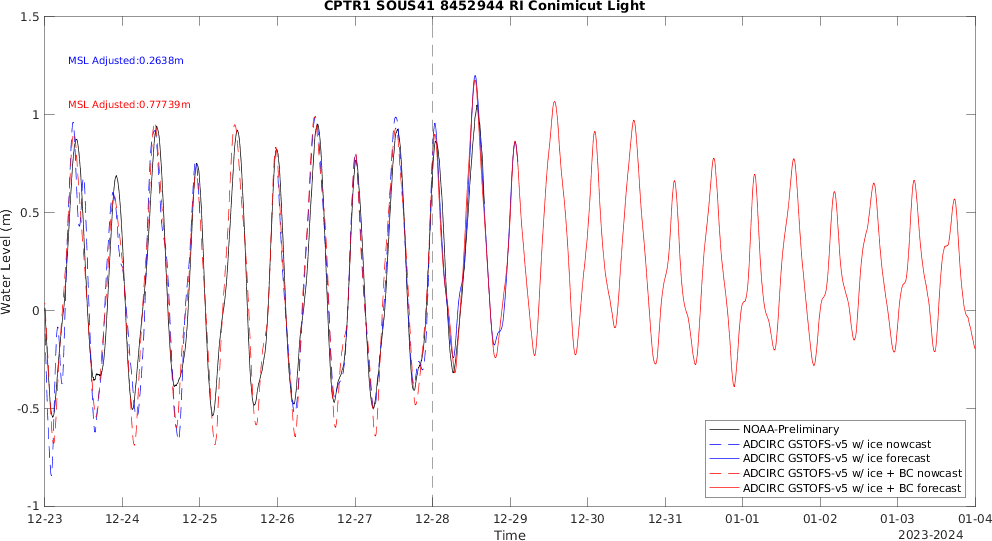 CPTR1 SOUS41 8452944 RI Conimicut Light
MSL Adjusted:0.2638m
MSL Adjusted:0.77739m
Water Level (m)
1.5
1
0.5
0
-0.5
-1
NOAA-Preliminary
ADCIRC GSTOFS-v5 w/ ice nowcast
ADCIRC GSTOFS-v5 w/ ice forecast
ADCIRC GSTOFS-v5 w/ ice + BC nowcast
ADCIRC GSTOFS-v5 w/ ice + BC forecast
12-23 12-24 12-25 12-26 12-27 12-28 12-29 12-30 12-31 01-01 01-02 01-03 01-04
Time
2023-2024